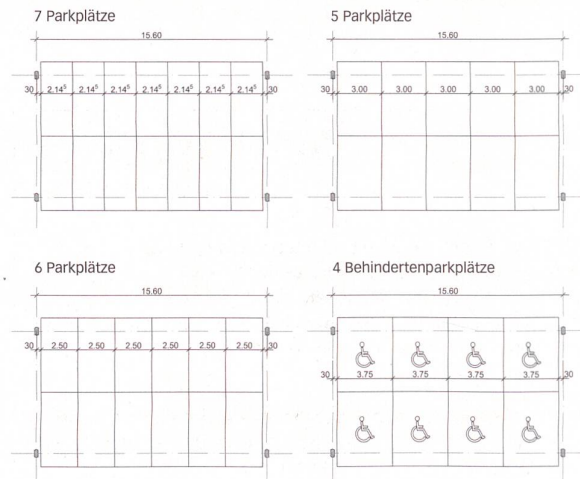 7 Parkplätze
15.60
30 2.14⁵ 2.14⁵ 2.14⁵ 2.14⁵ 2.14⁵ 2.14⁵ 2.14⁵ 30
5 Parkplätze
15.60
30 3.00 3.00 3.00 3.00 3.00 30
6 Parkplätze
15.60
30 2.50 2.50 2.50 2.50 2.50 2.50 30
4 Behindertenparkplätze
15.60
30 3.75 3.75 3.75 3.75 30